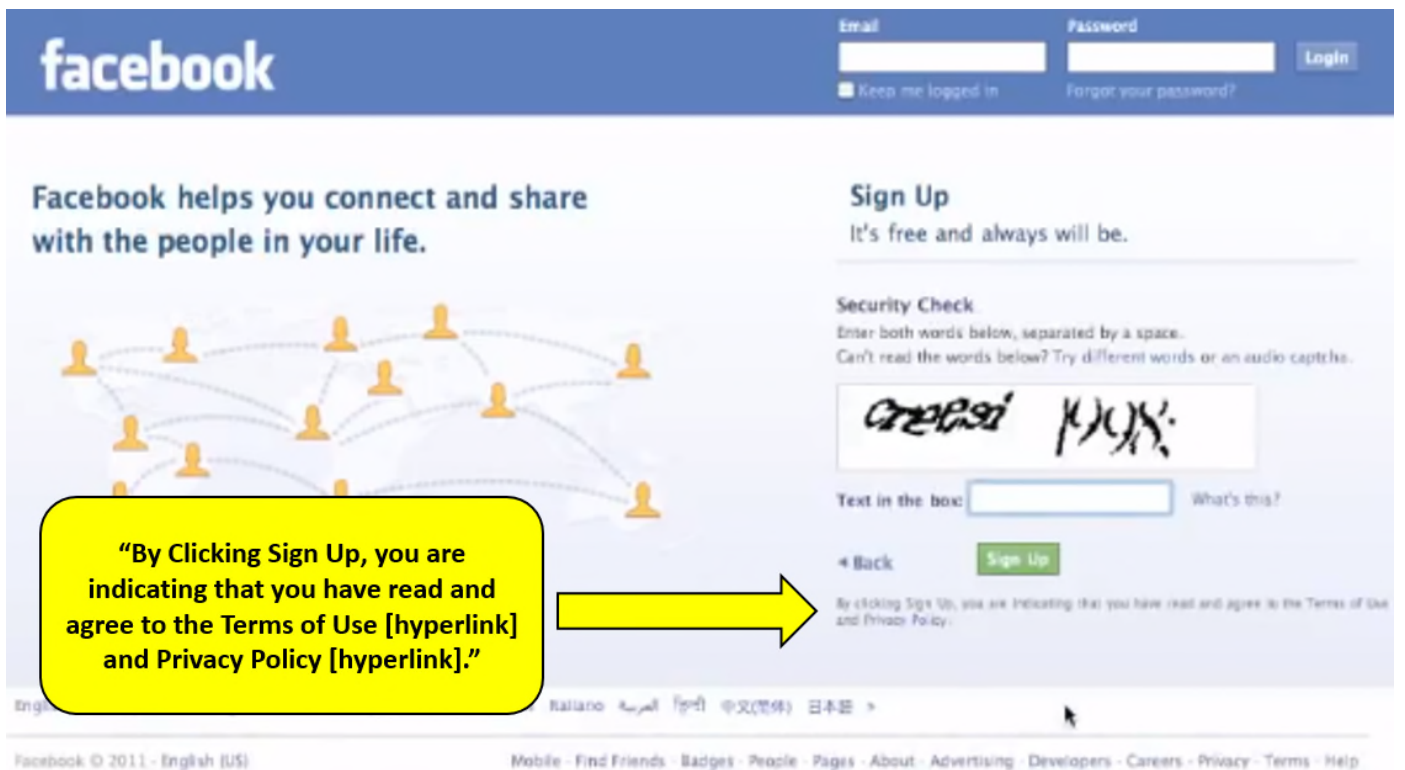 facebook
Email
Password
Login
Keep me logged in
Forgot your password?
Facebook helps you connect and share
with the people in your life.
Sign Up
It's free and always will be.
Security Check
Enter both words below, separated by a space.
Can't read the words below? Try different words or an audio captcha.
Text in the box:
What's this?
Back
Sign Up
By clicking Sign Up, you are indicating that you have read and agree to the Terms of Use
and Privacy Policy.
“By Clicking Sign Up, you are
indicating that you have read and
agree to the Terms of Use [hyperlink]
and Privacy Policy [hyperlink].”
Italiano العربية हिन्दी 中文(简体) 日本語 »
Facebook © 2011 · English (US)
Mobile · Find Friends · Badges · People · Pages · About · Advertising · Developers · Careers · Privacy · Terms · Help